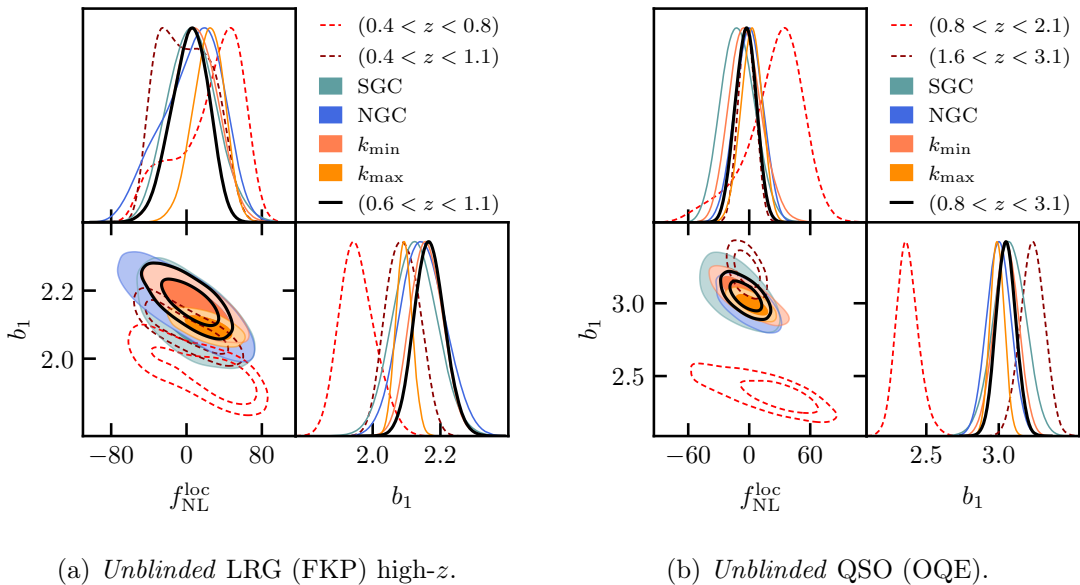 (0.4 < z < 0.8)
(0.4 < z < 1.1)
SGC
NGC
k_min
k_max
(0.6 < z < 1.1)
2.2
2.0
b_1
−80 0 80
f_NL^loc
2.0 2.2
b_1
(a) Unblinded LRG (FKP) high-z.
(0.8 < z < 2.1)
(1.6 < z < 3.1)
SGC
NGC
k_min
k_max
(0.8 < z < 3.1)
3.0
2.5
b_1
−60 0 60
f_NL^loc
2.5 3.0
b_1
(b) Unblinded QSO (OQE).